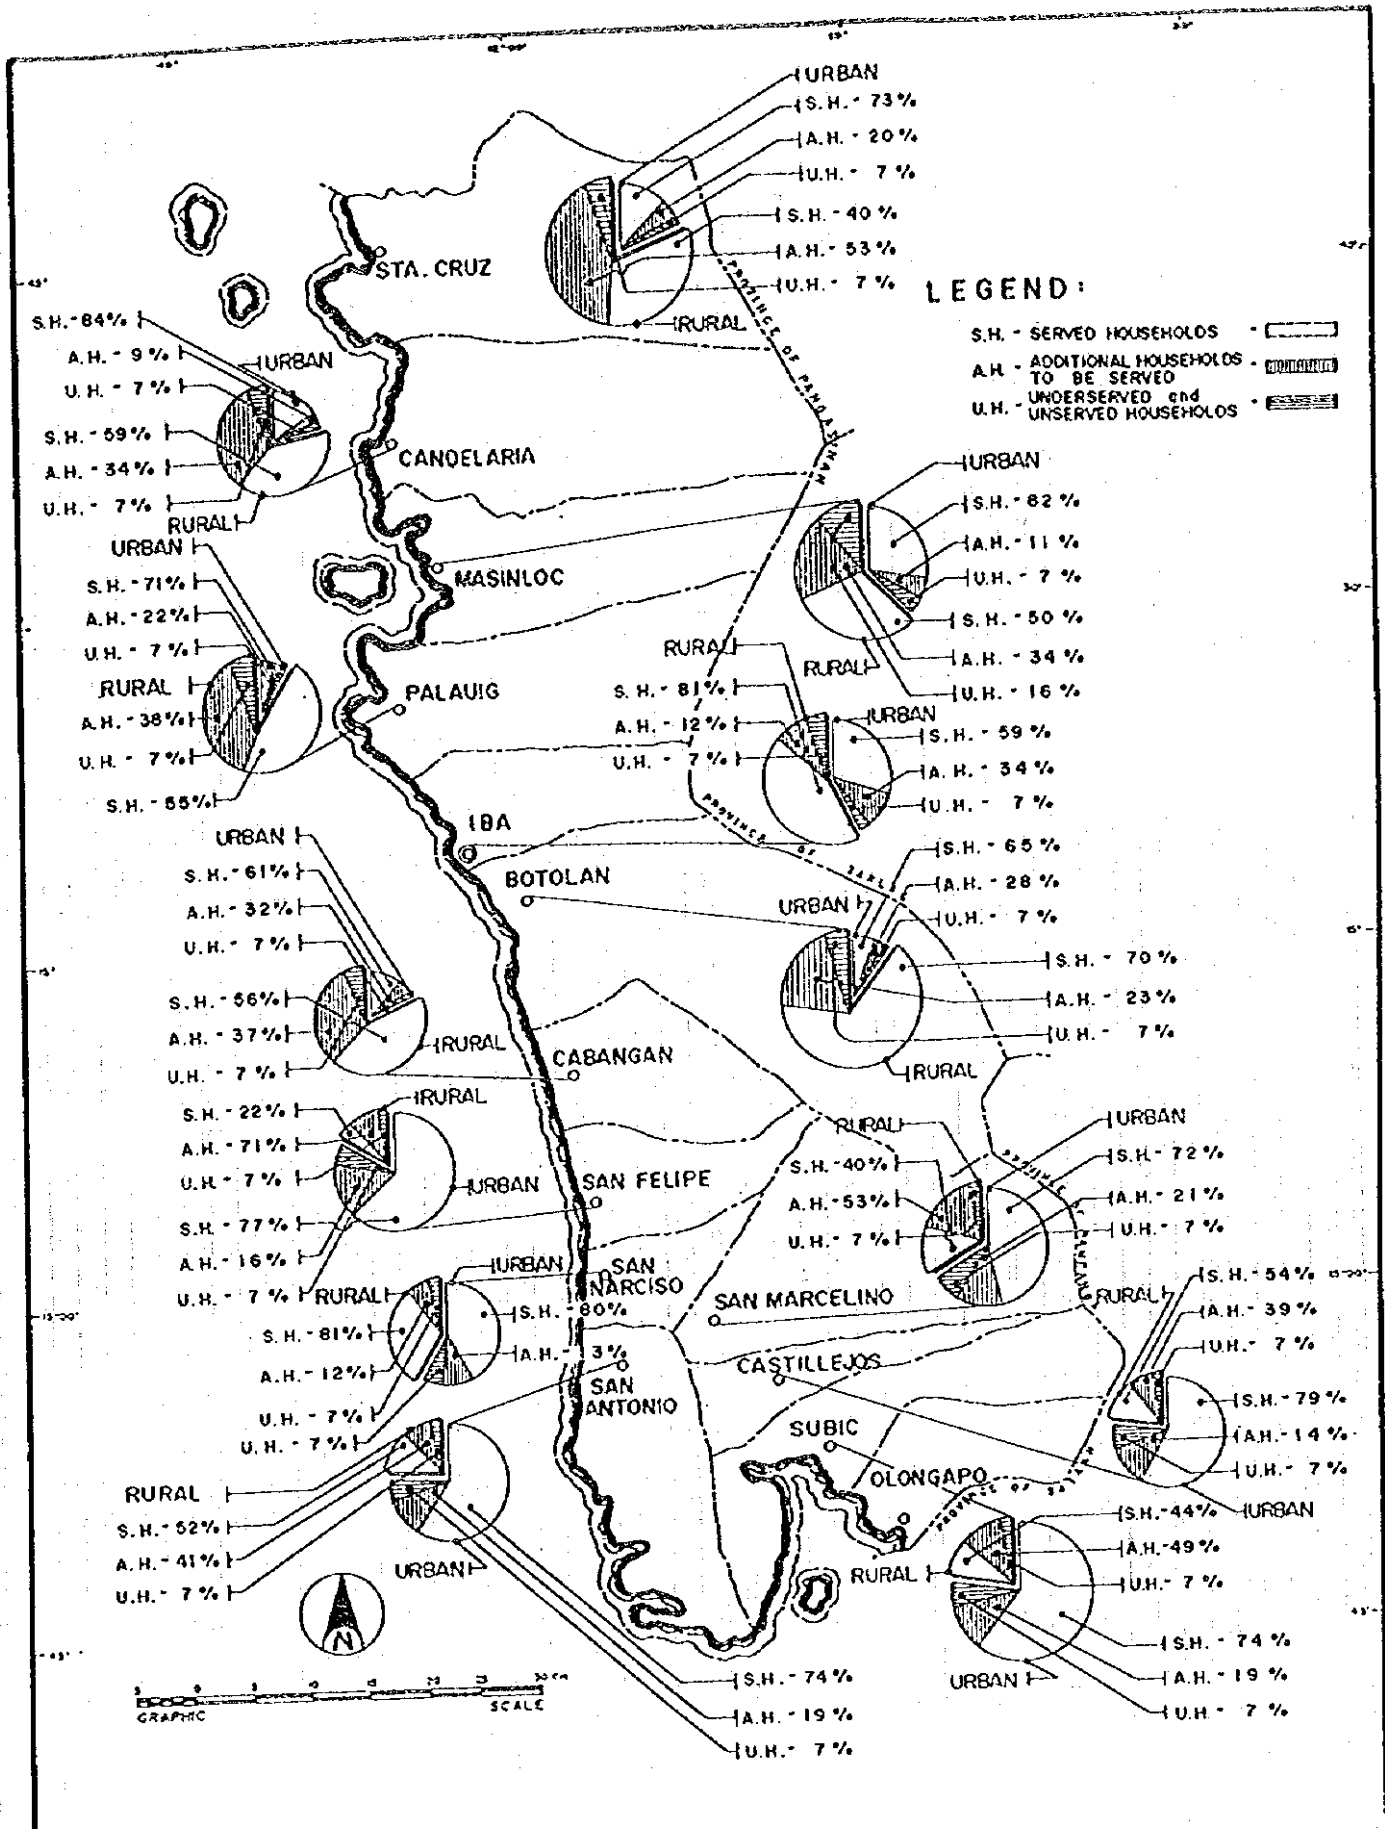 URBAN
S.H. - 73%
A.H. - 20%
U.H. - 7%
S.H. - 40%
A.H. - 53%
U.H. - 7%
RURAL
STA. CRUZ
PROVINCE OF PANGASINAN
LEGEND:
S.H. - SERVED HOUSEHOLDS -
A.H. - ADDITIONAL HOUSEHOLDS TO BE SERVED -
U.H. - UNDERSERVED and UNSERVED HOUSEHOLDS -
S.H. - 84%
A.H. - 9%
U.H. - 7%
URBAN
S.H. - 59%
A.H. - 34%
U.H. - 7%
RURAL
CANDELARIA
URBAN
S.H. - 82%
A.H. - 11%
U.H. - 7%
S.H. - 50%
A.H. - 34%
U.H. - 16%
RURAL
MASINLOC
URBAN
S.H. - 71%
A.H. - 22%
U.H. - 7%
RURAL
A.H. - 38%
U.H. - 7%
S.H. - 55%
PALAUIG
RURAL
S.H. - 81%
A.H. - 12%
U.H. - 7%
URBAN
S.H. - 59%
A.H. - 34%
U.H. - 7%
IBA
PROVINCE OF
BOTOLAN
URBAN
S.H. - 65%
A.H. - 28%
U.H. - 7%
S.H. - 70%
A.H. - 23%
U.H. - 7%
RURAL
URBAN
S.H. - 61%
A.H. - 32%
U.H. - 7%
S.H. - 56%
A.H. - 37%
U.H. - 7%
RURAL
CABANGAN
RURAL
S.H. - 22%
A.H. - 71%
U.H. - 7%
URBAN
S.H. - 77%
A.H. - 16%
U.H. - 7%
SAN FELIPE
RURAL
S.H. - 40%
A.H. - 53%
U.H. - 7%
URBAN
S.H. - 72%
A.H. - 21%
U.H. - 7%
PROVINCE
SAN MARCELINO
URBAN
SAN NARCISO
RURAL
S.H. - 80%
S.H. - 81%
A.H. - 12%
U.H. - 7%
A.H. - 13%
U.H. - 7%
SAN ANTONIO
CASTILLEJOS
RURAL
S.H. - 54%
A.H. - 39%
U.H. - 7%
S.H. - 79%
A.H. - 14%
U.H. - 7%
URBAN
SUBIC
OLONGAPO
PROVINCE OF BATAAN
RURAL
S.H. - 52%
A.H. - 41%
U.H. - 7%
URBAN
S.H. - 74%
A.H. - 19%
U.H. - 7%
S.H. - 44%
A.H. - 49%
U.H. - 7%
RURAL
S.H. - 74%
A.H. - 19%
U.H. - 7%
URBAN
N
GRAPHIC SCALE